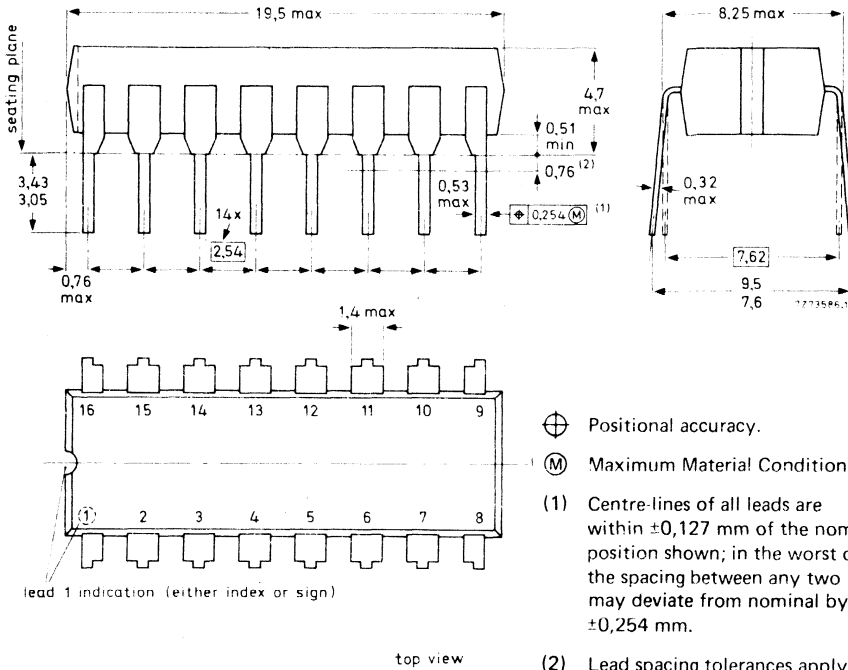 19,5 max
8,25 max
seating plane
4,7
max
0,51
min
0,76 (2)
3,43
3,05
0,53
max
0,254 Ⓜ (1)
0,32
max
14x
2,54
0,76
max
7,62
9,5
7,6
1,4 max
16 15 14 13 12 11 10 9
1 2 3 4 5 6 7 8
lead 1 indication (either index or sign)
top view
Positional accuracy.
Ⓜ Maximum Material Condition
(1) Centre-lines of all leads are
within ±0,127 mm of the nom
position shown; in the worst c
the spacing between any two
may deviate from nominal by
±0,254 mm.
(2) Lead spacing tolerances apply